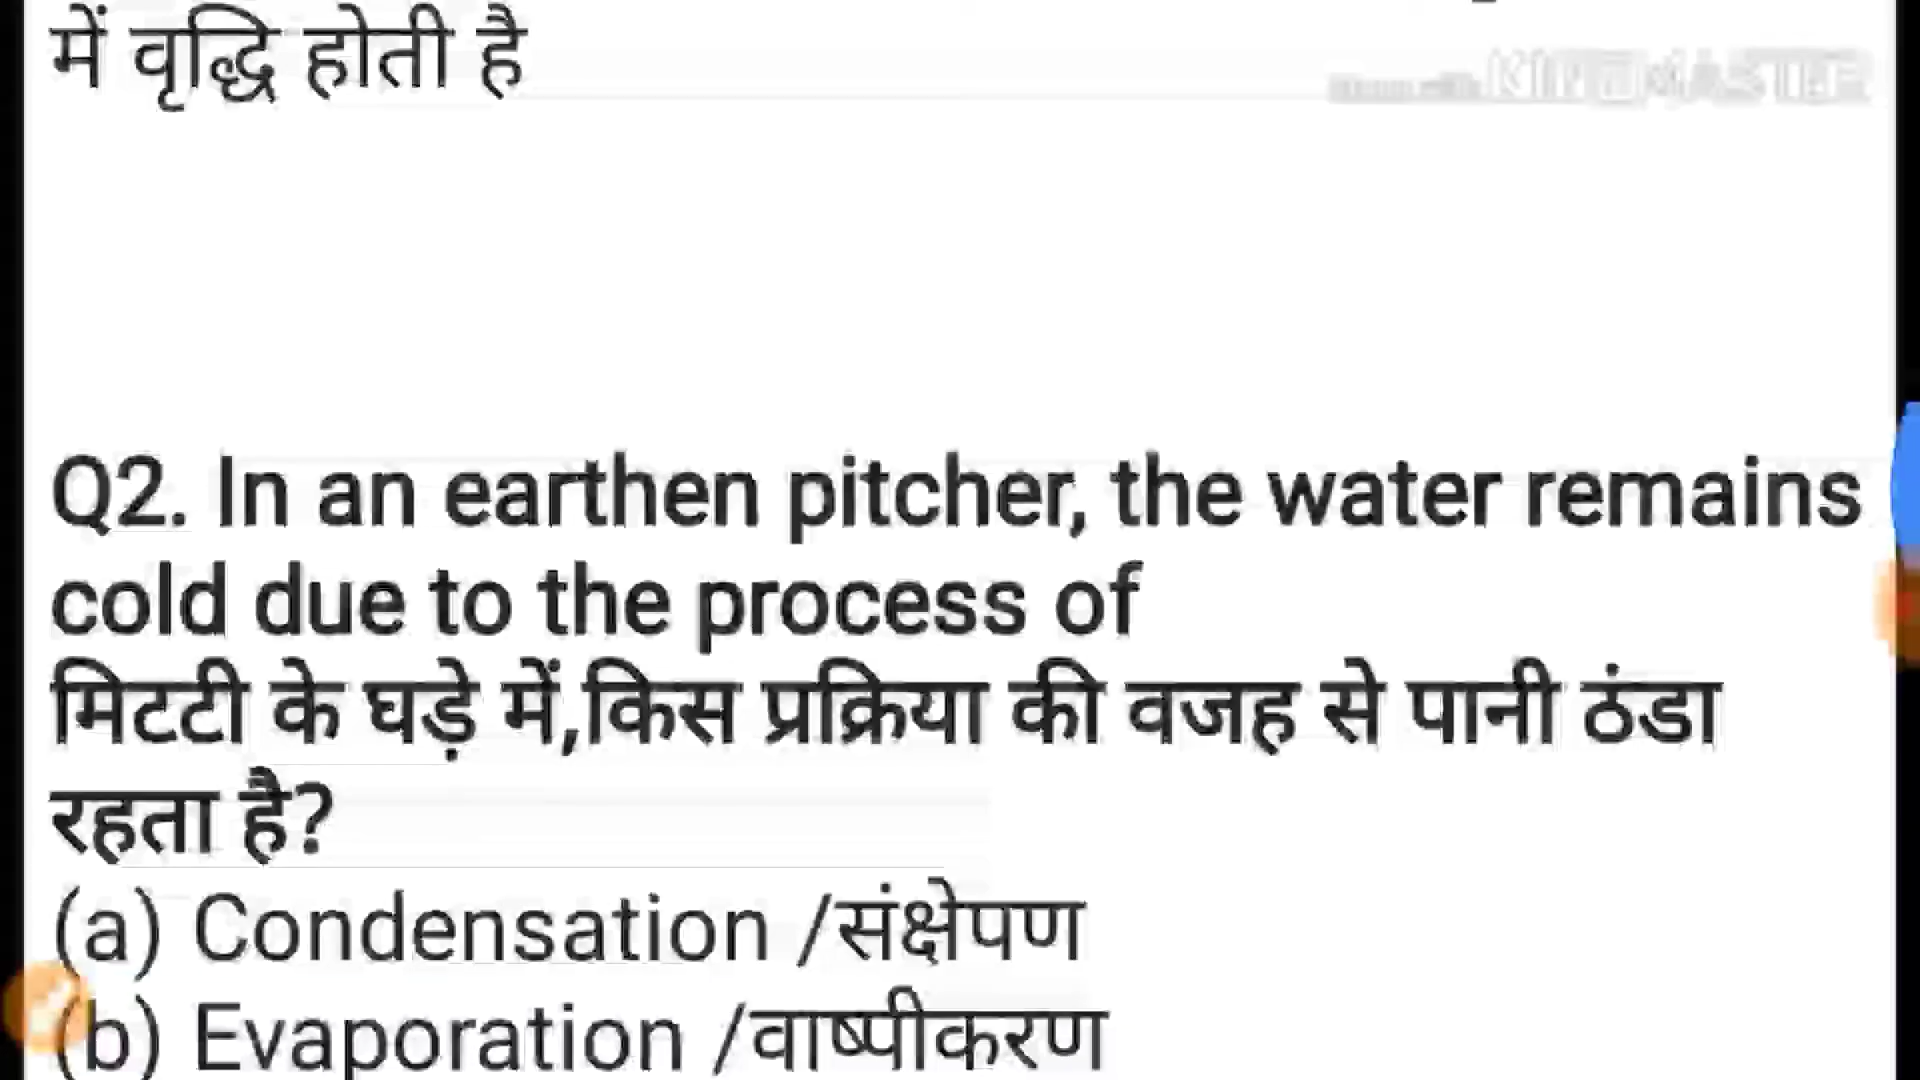 में वृद्धि होती है
KINEMASTER
Q2. In an earthen pitcher, the water remains
cold due to the process of
मिटटी के घड़े में,किस प्रक्रिया की वजह से पानी ठंडा
रहता है?
(a) Condensation /संक्षेपण
(b) Evaporation /वाष्पीकरण